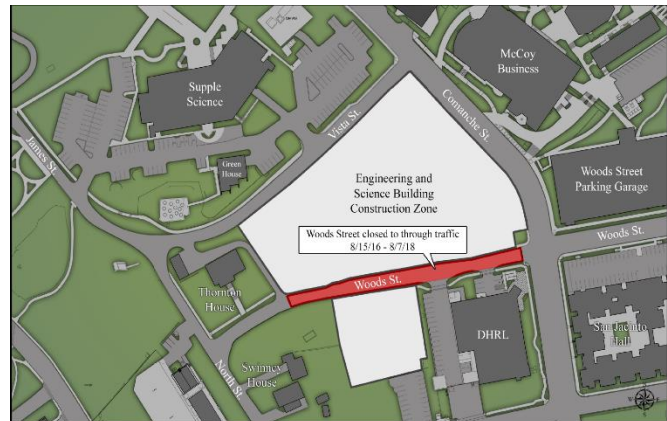 McCoy
Business
Supple
Science
Comanche St.
James St.
Vista St.
Green
House
Engineering and
Science Building
Construction Zone
Woods Street
Parking Garage
Woods Street closed to through traffic
8/15/16 - 8/7/18
Woods St.
Woods St.
Thornton
House
DHRL
San Jacinto
Hall
Swinney
House
North St.